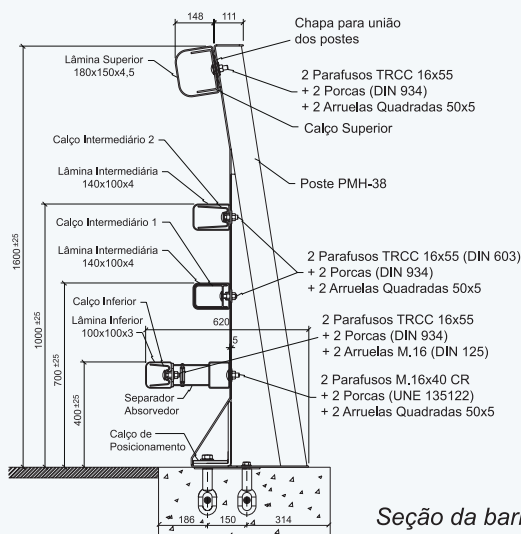 148
111
Chapa para união
dos postes
Lâmina Superior
180x150x4,5
2 Parafusos TRCC 16x55
+ 2 Porcas (DIN 934)
+ 2 Arruelas Quadradas 50x5
Calço Superior
Calço Intermediário 2
Lâmina Intermediária
140x100x4
Poste PMH-38
Calço Intermediário 1
Lâmina Intermediária
140x100x4
2 Parafusos TRCC 16x55 (DIN 603)
+ 2 Porcas (DIN 934)
+ 2 Arruelas Quadradas 50x5
Calço Inferior
Lâmina Inferior
100x100x3
620
5
2 Parafusos TRCC 16x55
+ 2 Porcas (DIN 934)
+ 2 Arruelas M.16 (DIN 125)
Separador
Absorvedor
2 Parafusos M.16x40 CR
+ 2 Porcas (UNE 135122)
+ 2 Arruelas Quadradas 50x5
Calço de
Posicionamento
1600 ±25
1000 ±25
700 ±25
400 ±25
186
150
314
Seção da barr